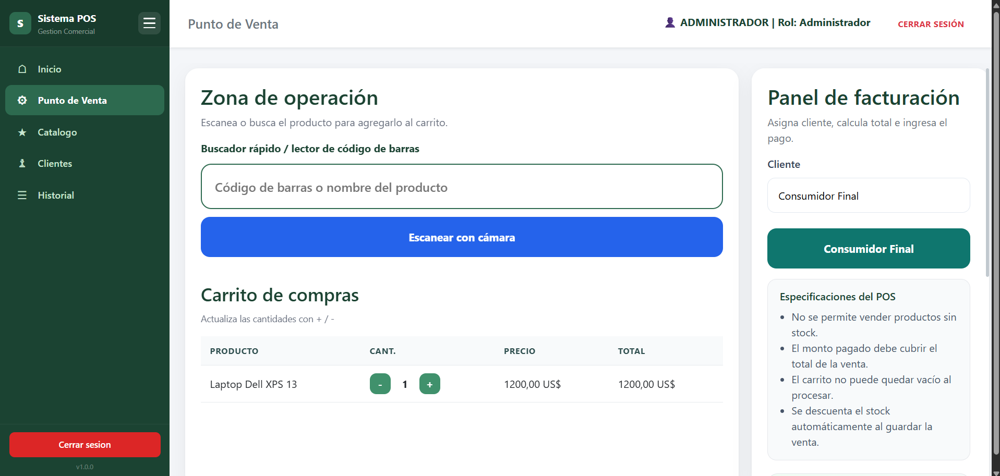 S
Sistema POS
Gestion Comercial
Inicio
Punto de Venta
Catalogo
Clientes
Historial
Cerrar sesion
v1.0.0
Punto de Venta
ADMINISTRADOR | Rol: Administrador
CERRAR SESIÓN
Zona de operación
Escanea o busca el producto para agregarlo al carrito.
Buscador rápido / lector de código de barras
Código de barras o nombre del producto
Escanear con cámara
Carrito de compras
Actualiza las cantidades con + / -
PRODUCTO CANT. PRECIO TOTAL
Laptop Dell XPS 13 - 1 + 1200,00 US$ 1200,00 US$
Panel de facturación
Asigna cliente, calcula total e ingresa el
pago.
Cliente
Consumidor Final
Consumidor Final
Especificaciones del POS
• No se permite vender productos sin
stock.
• El monto pagado debe cubrir el
total de la venta.
• El carrito no puede quedar vacío al
procesar.
• Se descuenta el stock
automáticamente al guardar la
venta.